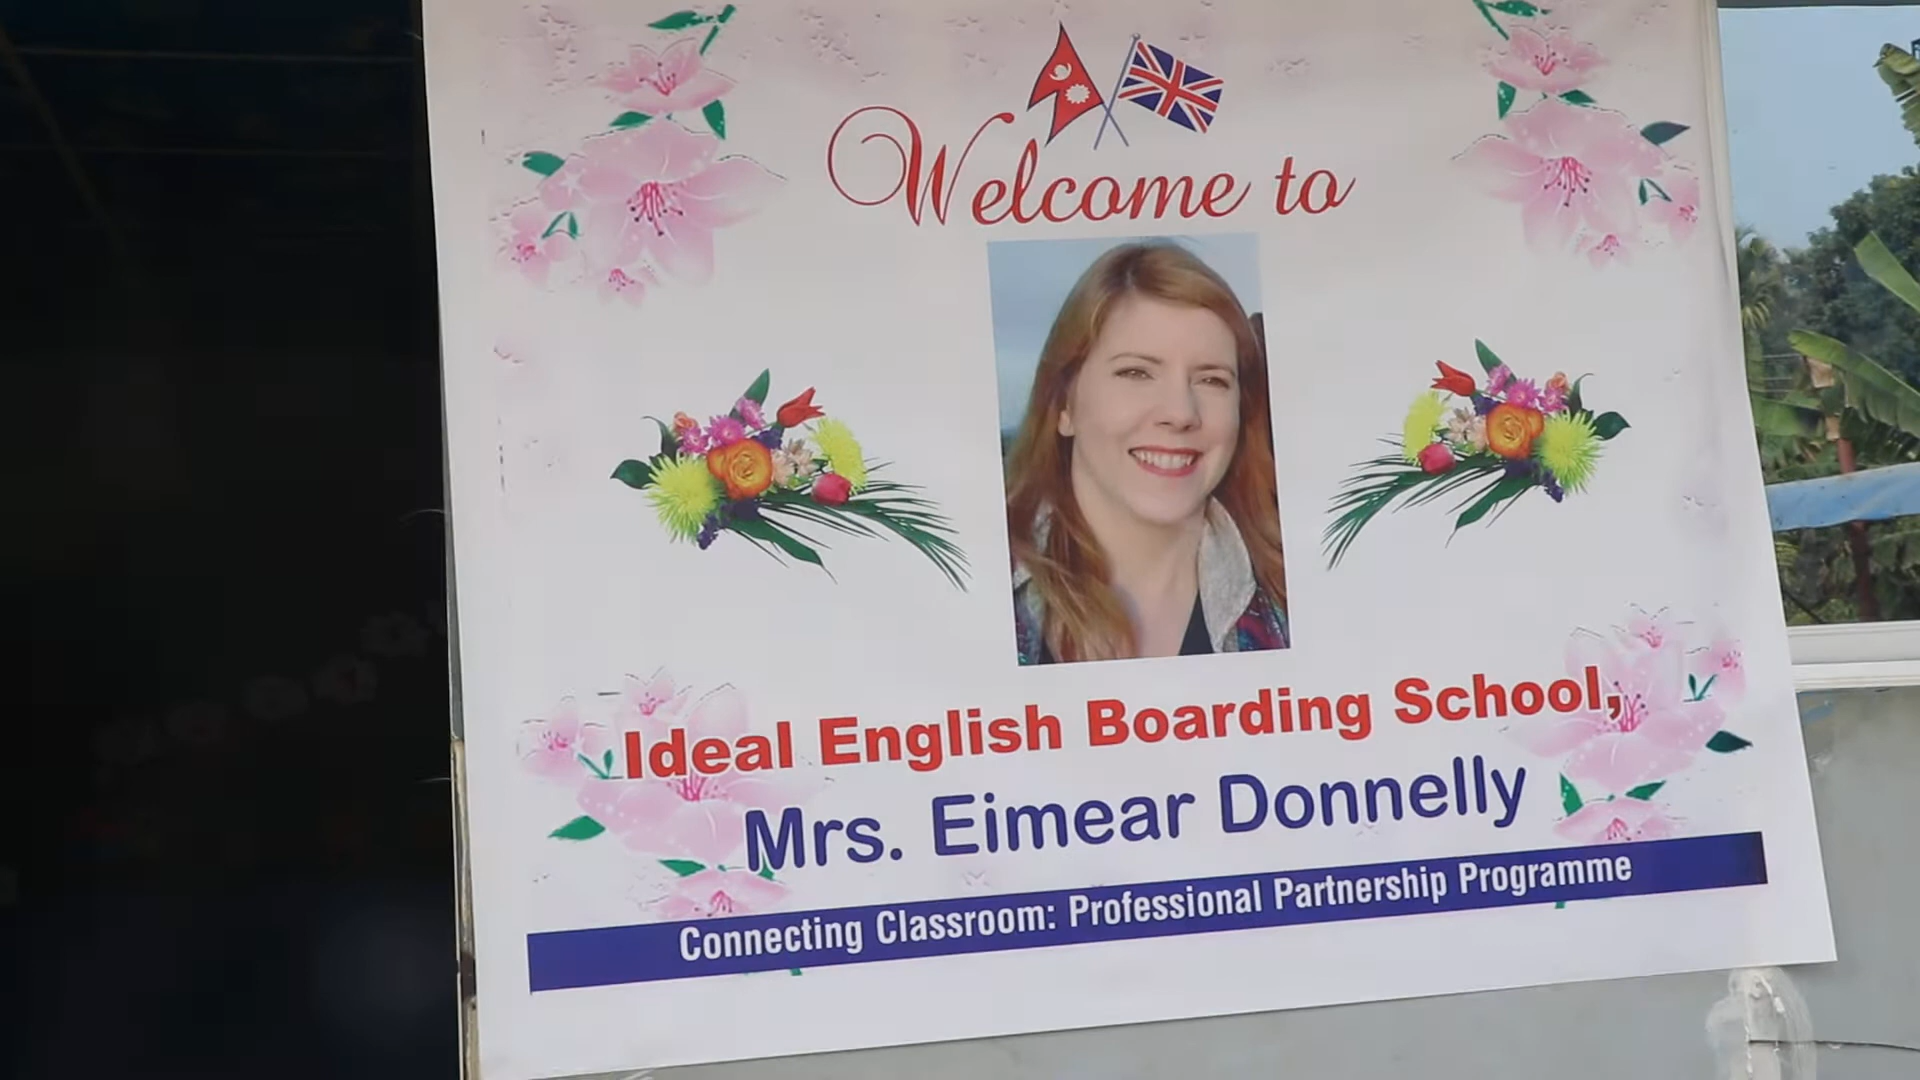 Welcome to
Ideal English Boarding School,
Mrs. Eimear Donnelly
Connecting Classroom: Professional Partnership Programme